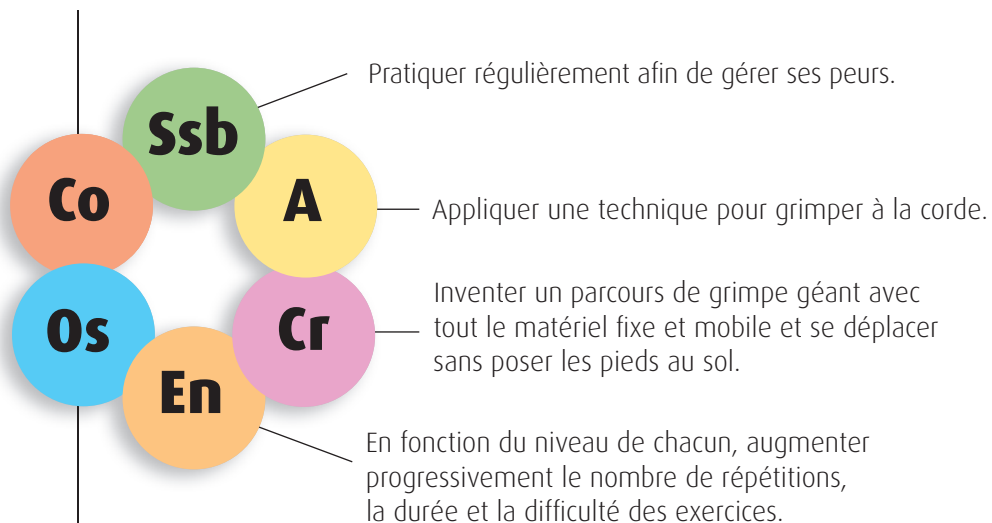 Ssb
Pratiquer régulièrement afin de gérer ses peurs.
Co
A
Appliquer une technique pour grimper à la corde.
Os
Cr
Inventer un parcours de grimpe géant avec
tout le matériel fixe et mobile et se déplacer
sans poser les pieds au sol.
En
En fonction du niveau de chacun, augmenter
progressivement le nombre de répétitions,
la durée et la difficulté des exercices.